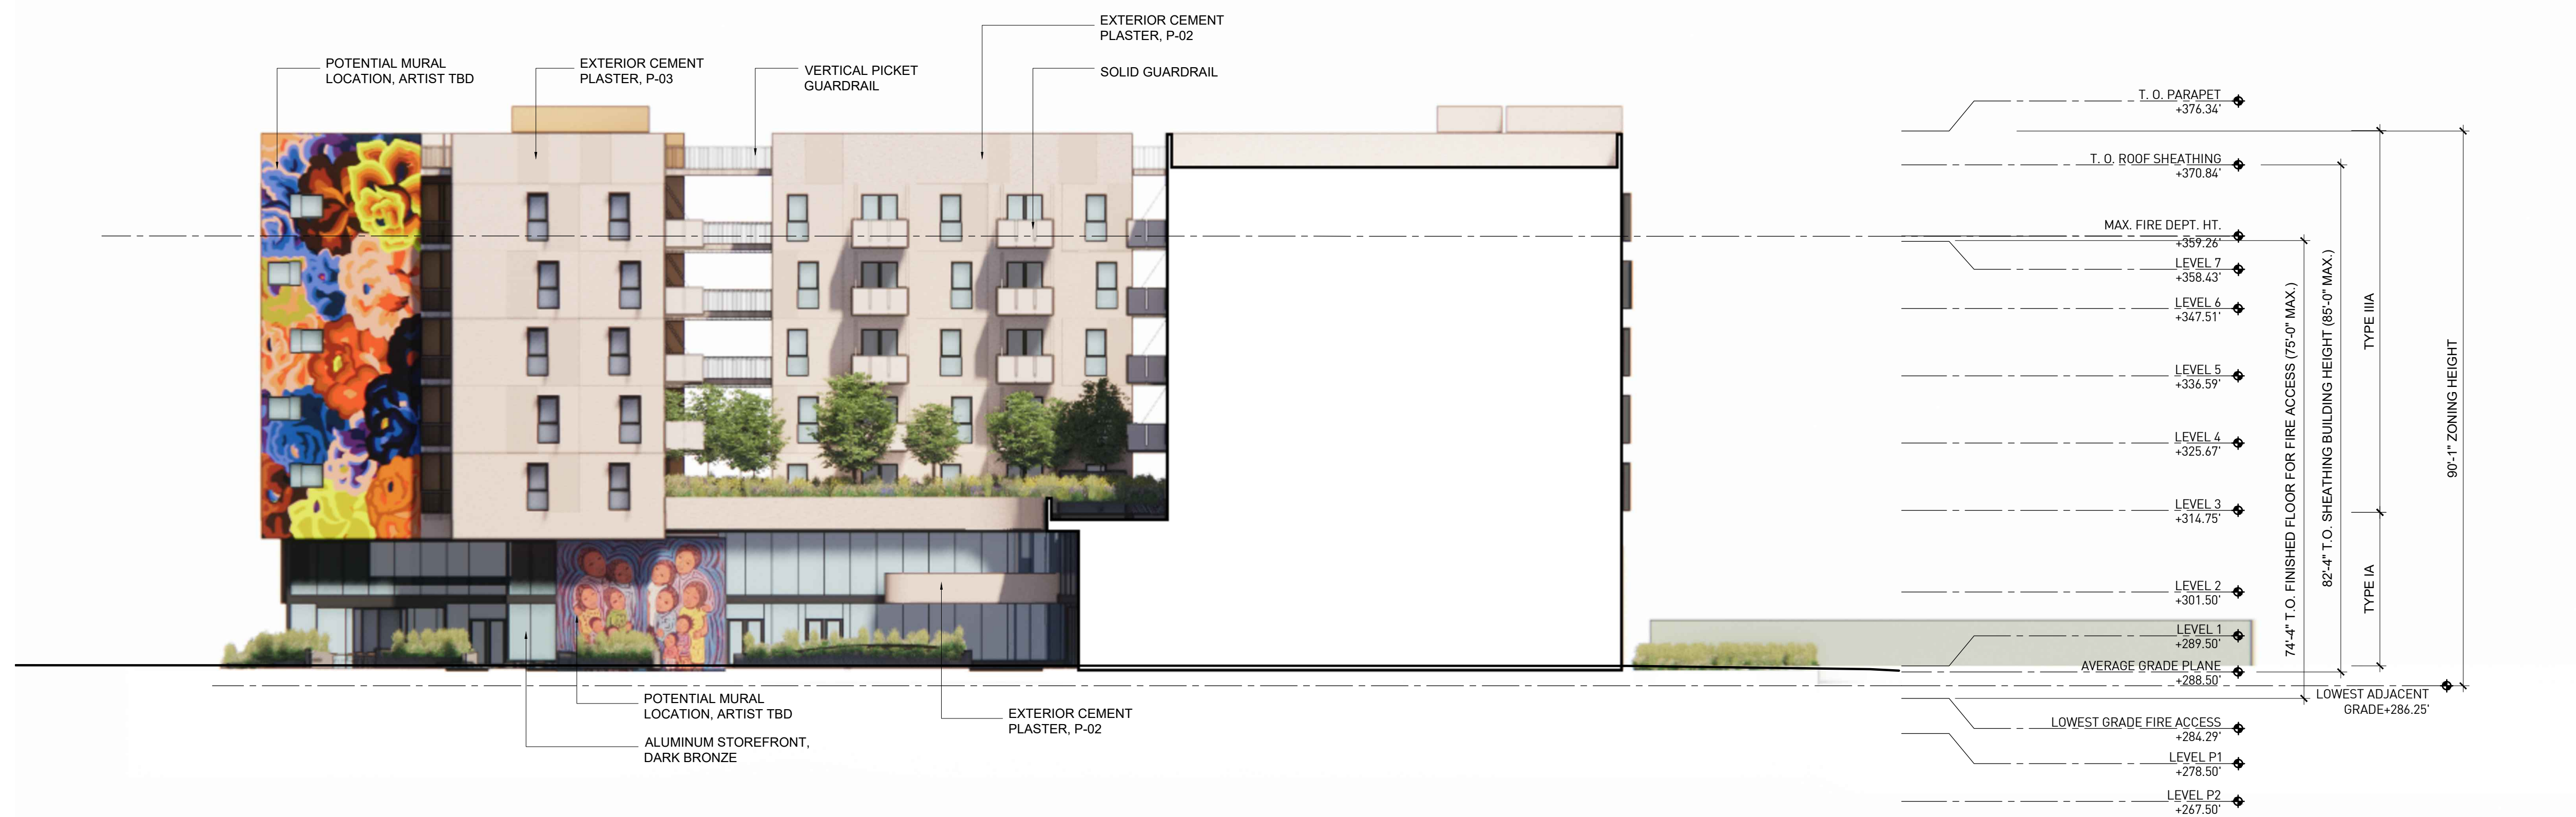 EXTERIOR CEMENT
PLASTER, P-02
POTENTIAL MURAL
LOCATION, ARTIST TBD
EXTERIOR CEMENT
PLASTER, P-03
VERTICAL PICKET
GUARDRAIL
SOLID GUARDRAIL
T. O. PARAPET
+376.34'
T. O. ROOF SHEATHING
+370.84'
MAX. FIRE DEPT. HT.
+359.26'
LEVEL 7
+358.43'
LEVEL 6
+347.51'
LEVEL 5
+336.59'
LEVEL 4
+325.67'
LEVEL 3
+314.75'
LEVEL 2
+301.50'
LEVEL 1
+289.50'
AVERAGE GRADE PLANE
+288.50'
LOWEST ADJACENT
GRADE+286.25'
LOWEST GRADE FIRE ACCESS
+284.29'
LEVEL P1
+278.50'
LEVEL P2
+267.50'
74'-4" T.O. FINISHED FLOOR FOR FIRE ACCESS (75'-0" MAX.)
82'-4" T.O. SHEATHING BUILDING HEIGHT (85'-0" MAX.)
TYPE IIIA
TYPE IA
90'-1" ZONING HEIGHT
POTENTIAL MURAL
LOCATION, ARTIST TBD
ALUMINUM STOREFRONT,
DARK BRONZE
EXTERIOR CEMENT
PLASTER, P-02